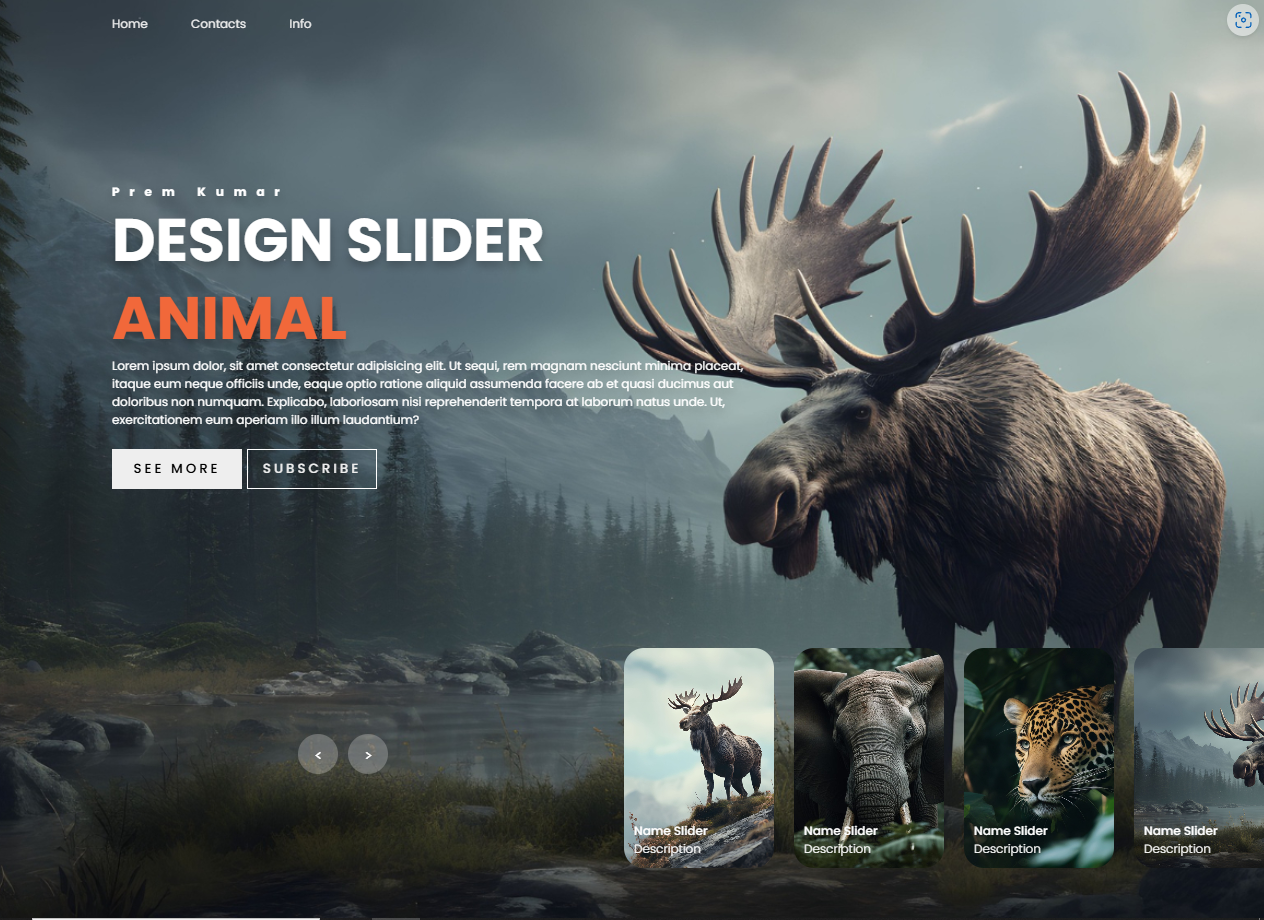 Home Contacts Info
Prem Kumar
DESIGN SLIDER
ANIMAL
Lorem ipsum dolor, sit amet consectetur adipisicing elit. Ut sequi, rem magnam nesciunt minima placeat,
itaque eum neque officiis unde, eaque optio ratione aliquid assumenda facere ab et quasi ducimus aut
doloribus non numquam. Explicabo, laboriosam nisi reprehenderit tempora at laborum natus unde. Ut,
exercitationem eum aperiam illo illum laudantium?
SEE MORE SUBSCRIBE
< >
Name Slider Name Slider Name Slider Name Slider
Description Description Description Description